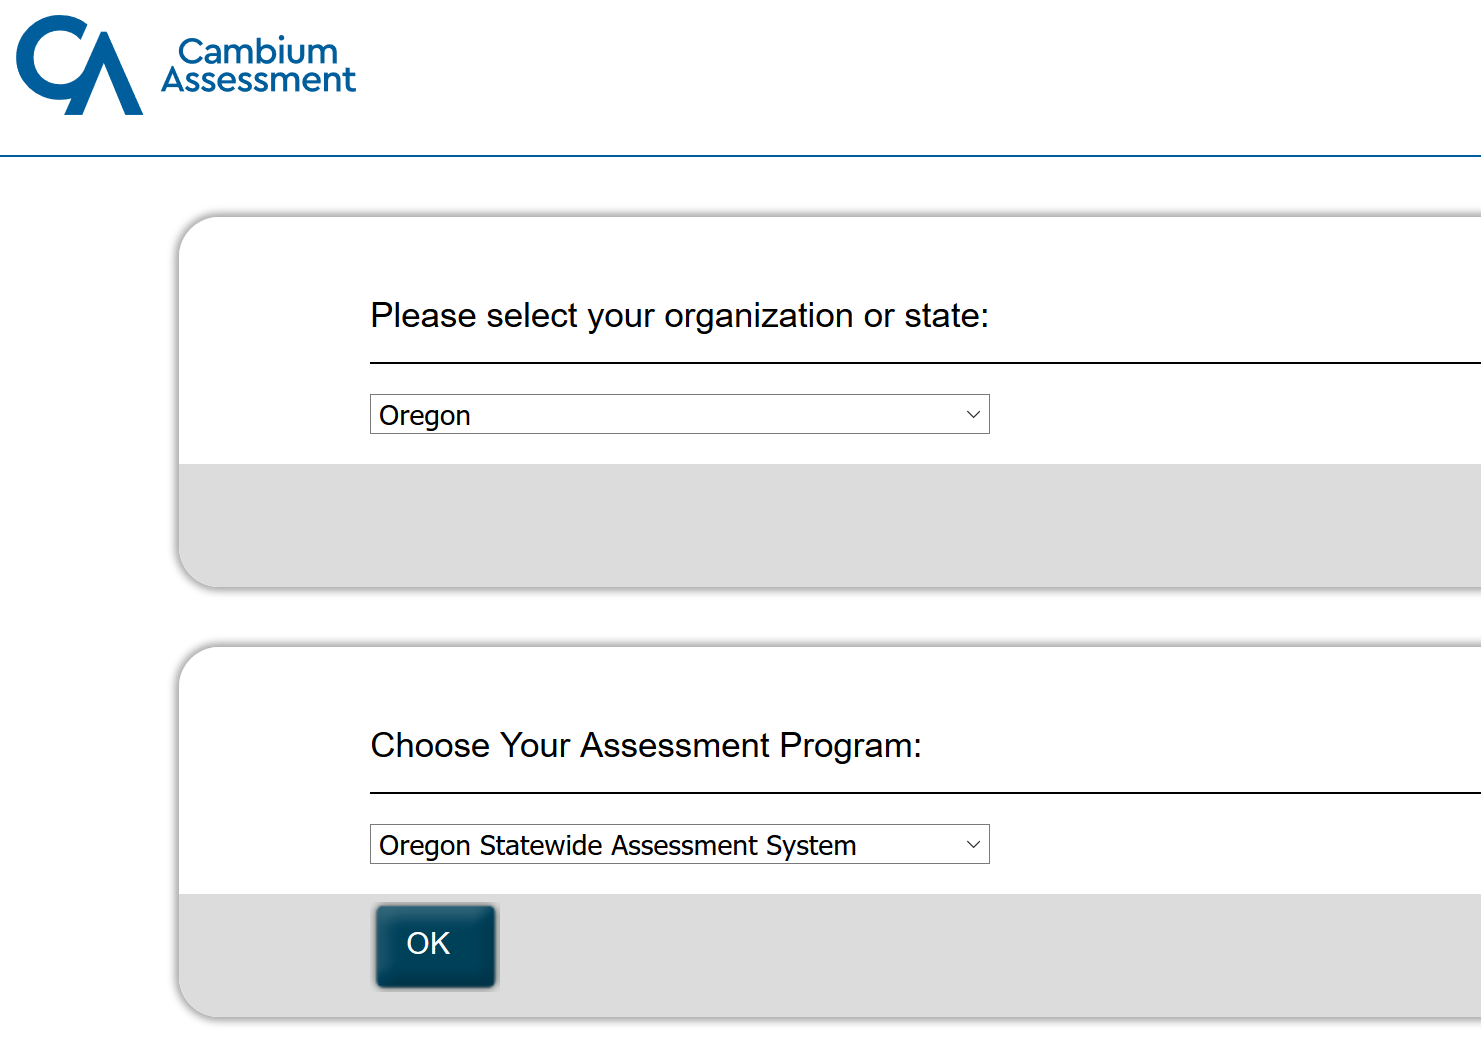 Cambium
Assessment
Please select your organization or state:
Oregon
Choose Your Assessment Program:
Oregon Statewide Assessment System
OK